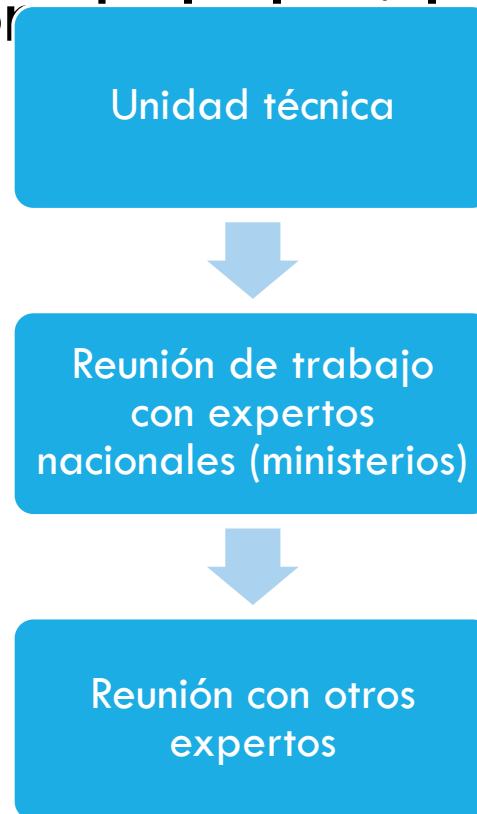 Unidad técnica
Reunión de trabajo
con expertos
nacionales (ministerios)
Reunión con otros
expertos